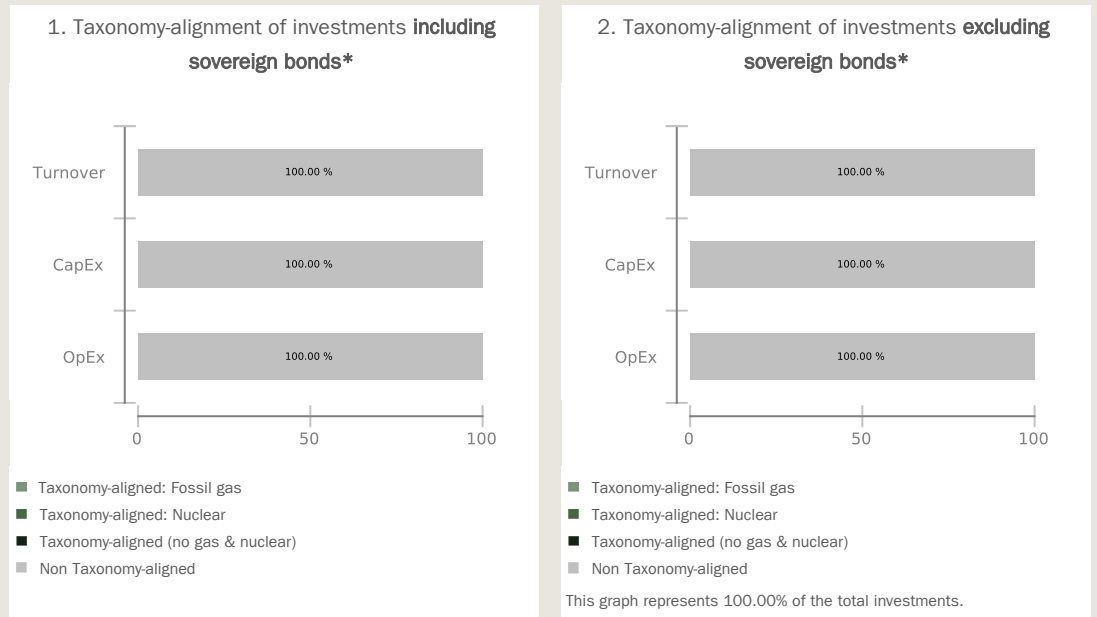 1. Taxonomy-alignment of investments including
sovereign bonds*
Turnover
100.00 %
CapEx
100.00 %
OpEx
100.00 %
0
50
100
Taxonomy-aligned: Fossil gas
Taxonomy-aligned: Nuclear
Taxonomy-aligned (no gas & nuclear)
Non Taxonomy-aligned
2. Taxonomy-alignment of investments excluding
sovereign bonds*
Turnover
100.00 %
CapEx
100.00 %
OpEx
100.00 %
0
50
100
Taxonomy-aligned: Fossil gas
Taxonomy-aligned: Nuclear
Taxonomy-aligned (no gas & nuclear)
Non Taxonomy-aligned
This graph represents 100.00% of the total investments.